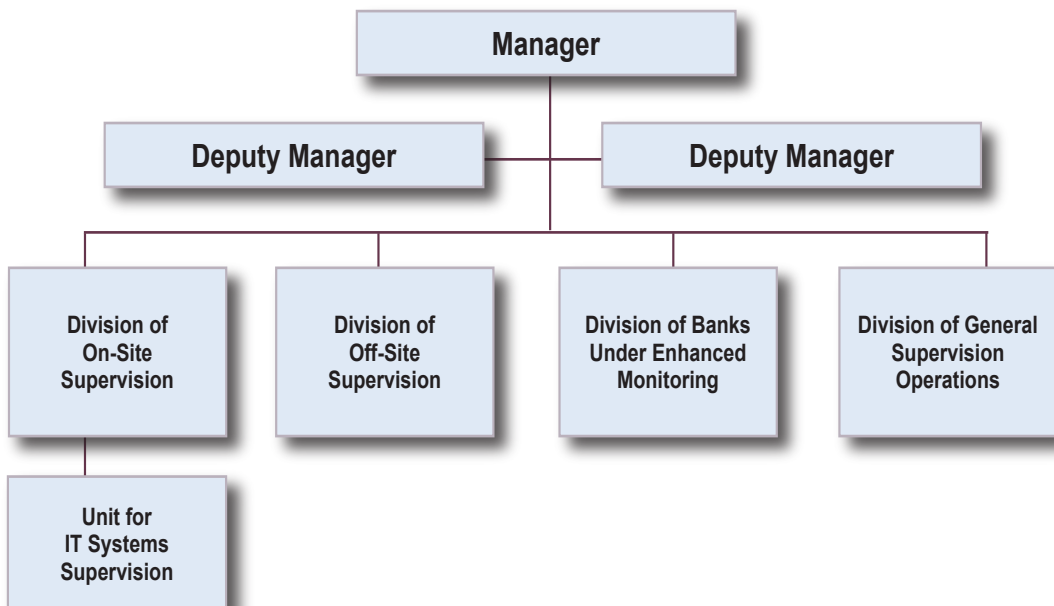 Manager
Deputy Manager
Deputy Manager
Division of
On-Site
Supervision
Division of
Off-Site
Supervision
Division of Banks
Under Enhanced
Monitoring
Division of General
Supervision
Operations
Unit for
IT Systems
Supervision